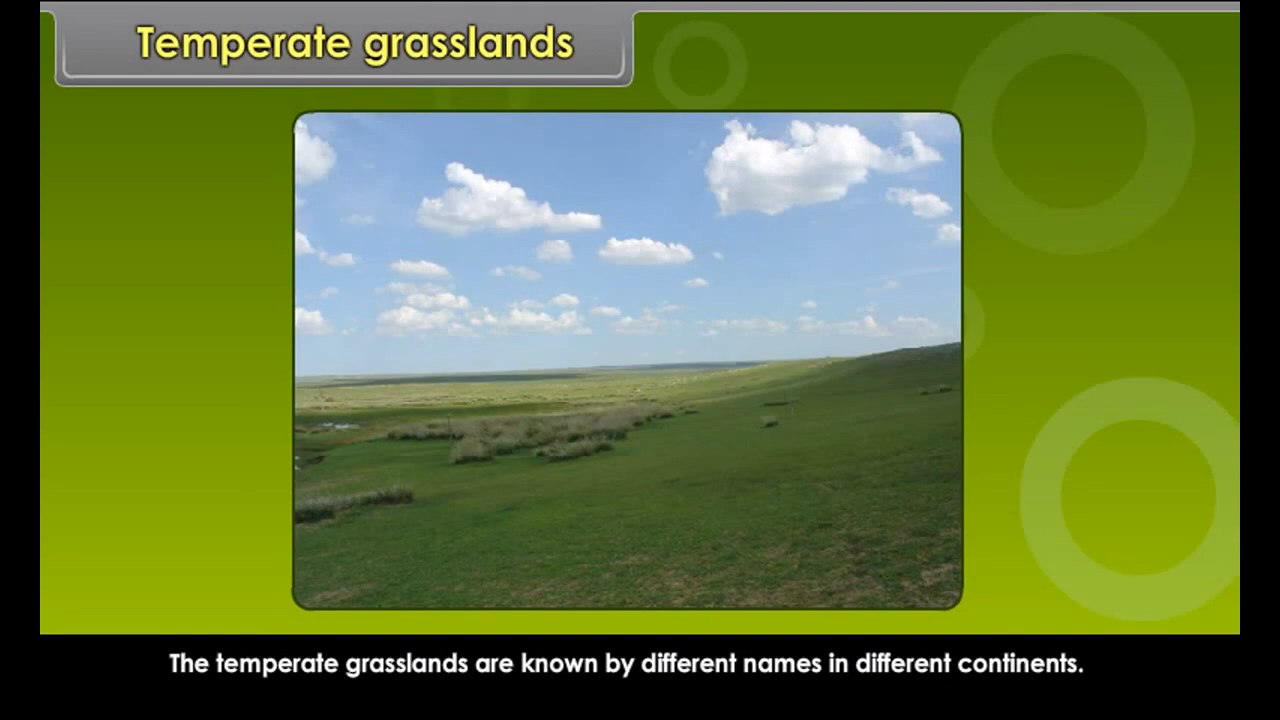 Temperate grasslands
The temperate grasslands are known by different names in different continents.